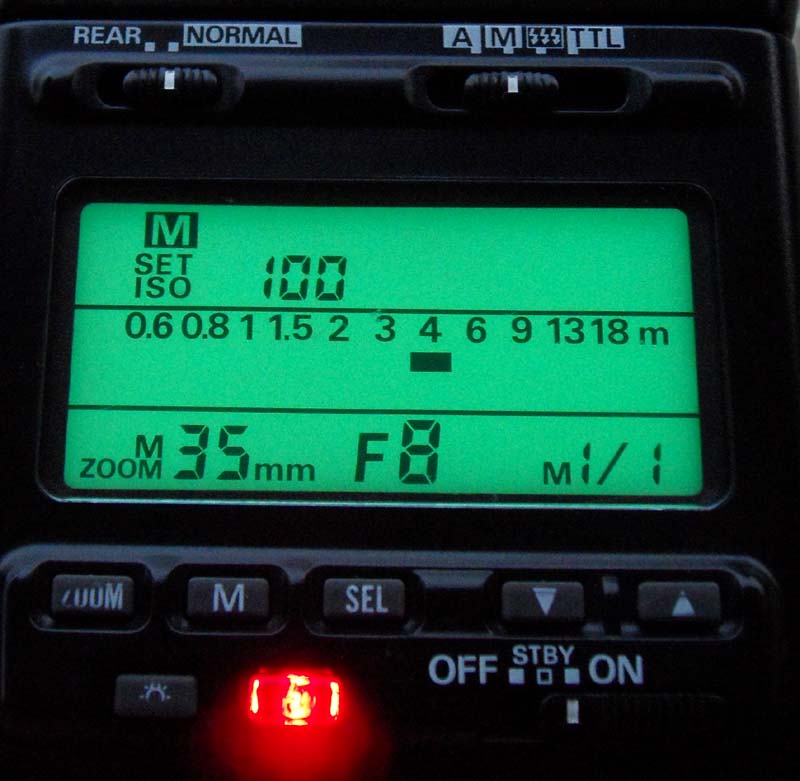 REAR NORMAL A M TTL
M
SET
ISO 100
0.6 0.8 1 1.5 2 3 4 6 9 13 18 m
M
ZOOM 35mm F8 M 1/1
ZOOM M SEL
OFF STBY ON